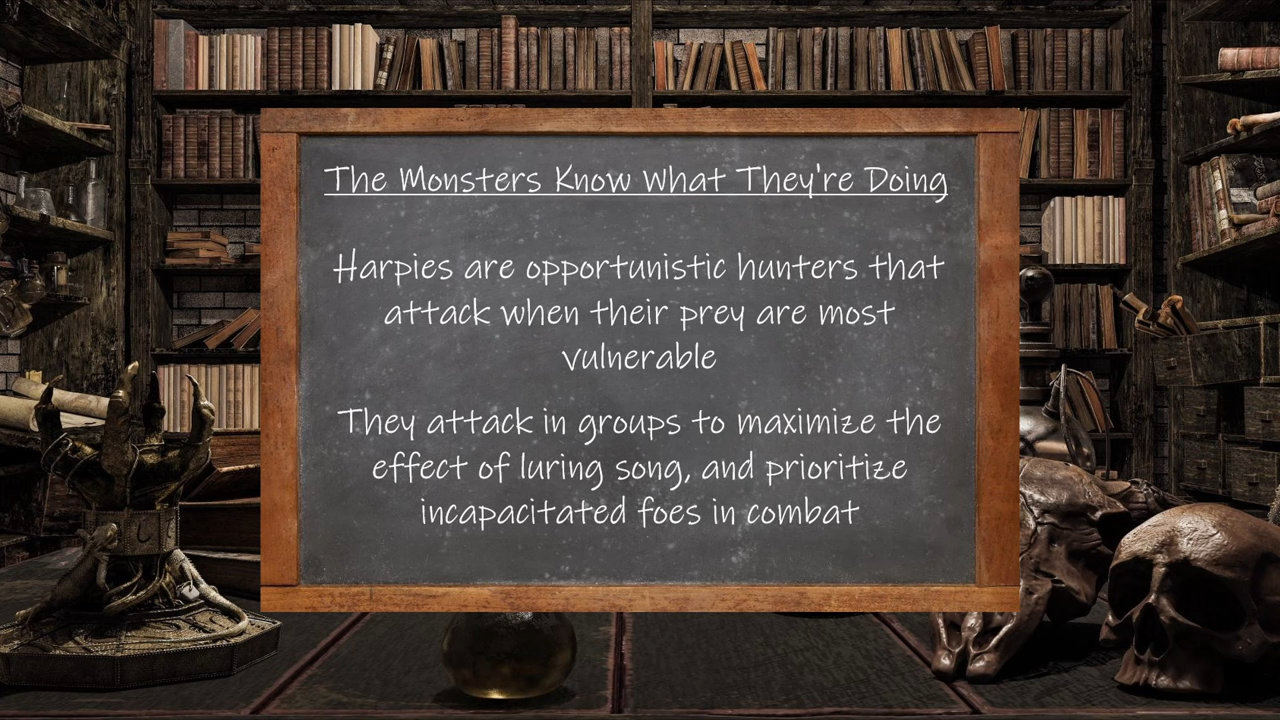 The Monsters Know What They're Doing
Harpies are opportunistic hunters that
attack when their prey are most
vulnerable
They attack in groups to maximize the
effect of luring song, and prioritize
incapacitated foes in combat